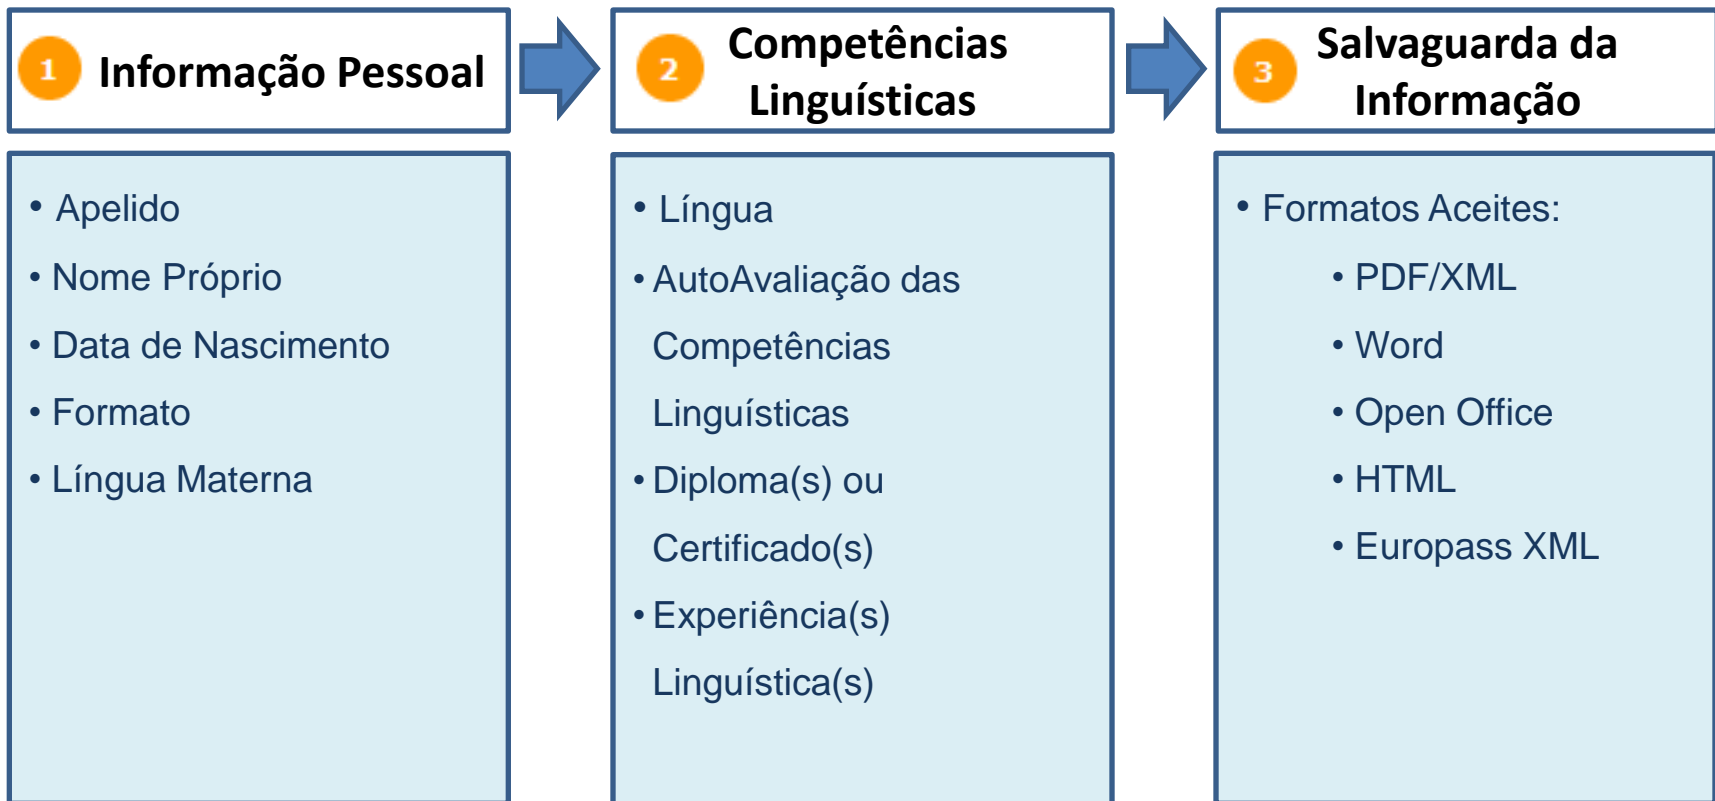 1
Informação Pessoal
• Apelido
• Nome Próprio
• Data de Nascimento
• Formato
• Língua Materna
2
Competências
Linguísticas
• Língua
• AutoAvaliação das
Competências
Linguísticas
• Diploma(s) ou
Certificado(s)
• Experiência(s)
Linguística(s)
3
Salvaguarda da
Informação
• Formatos Aceites:
• PDF/XML
• Word
• Open Office
• HTML
• Europass XML